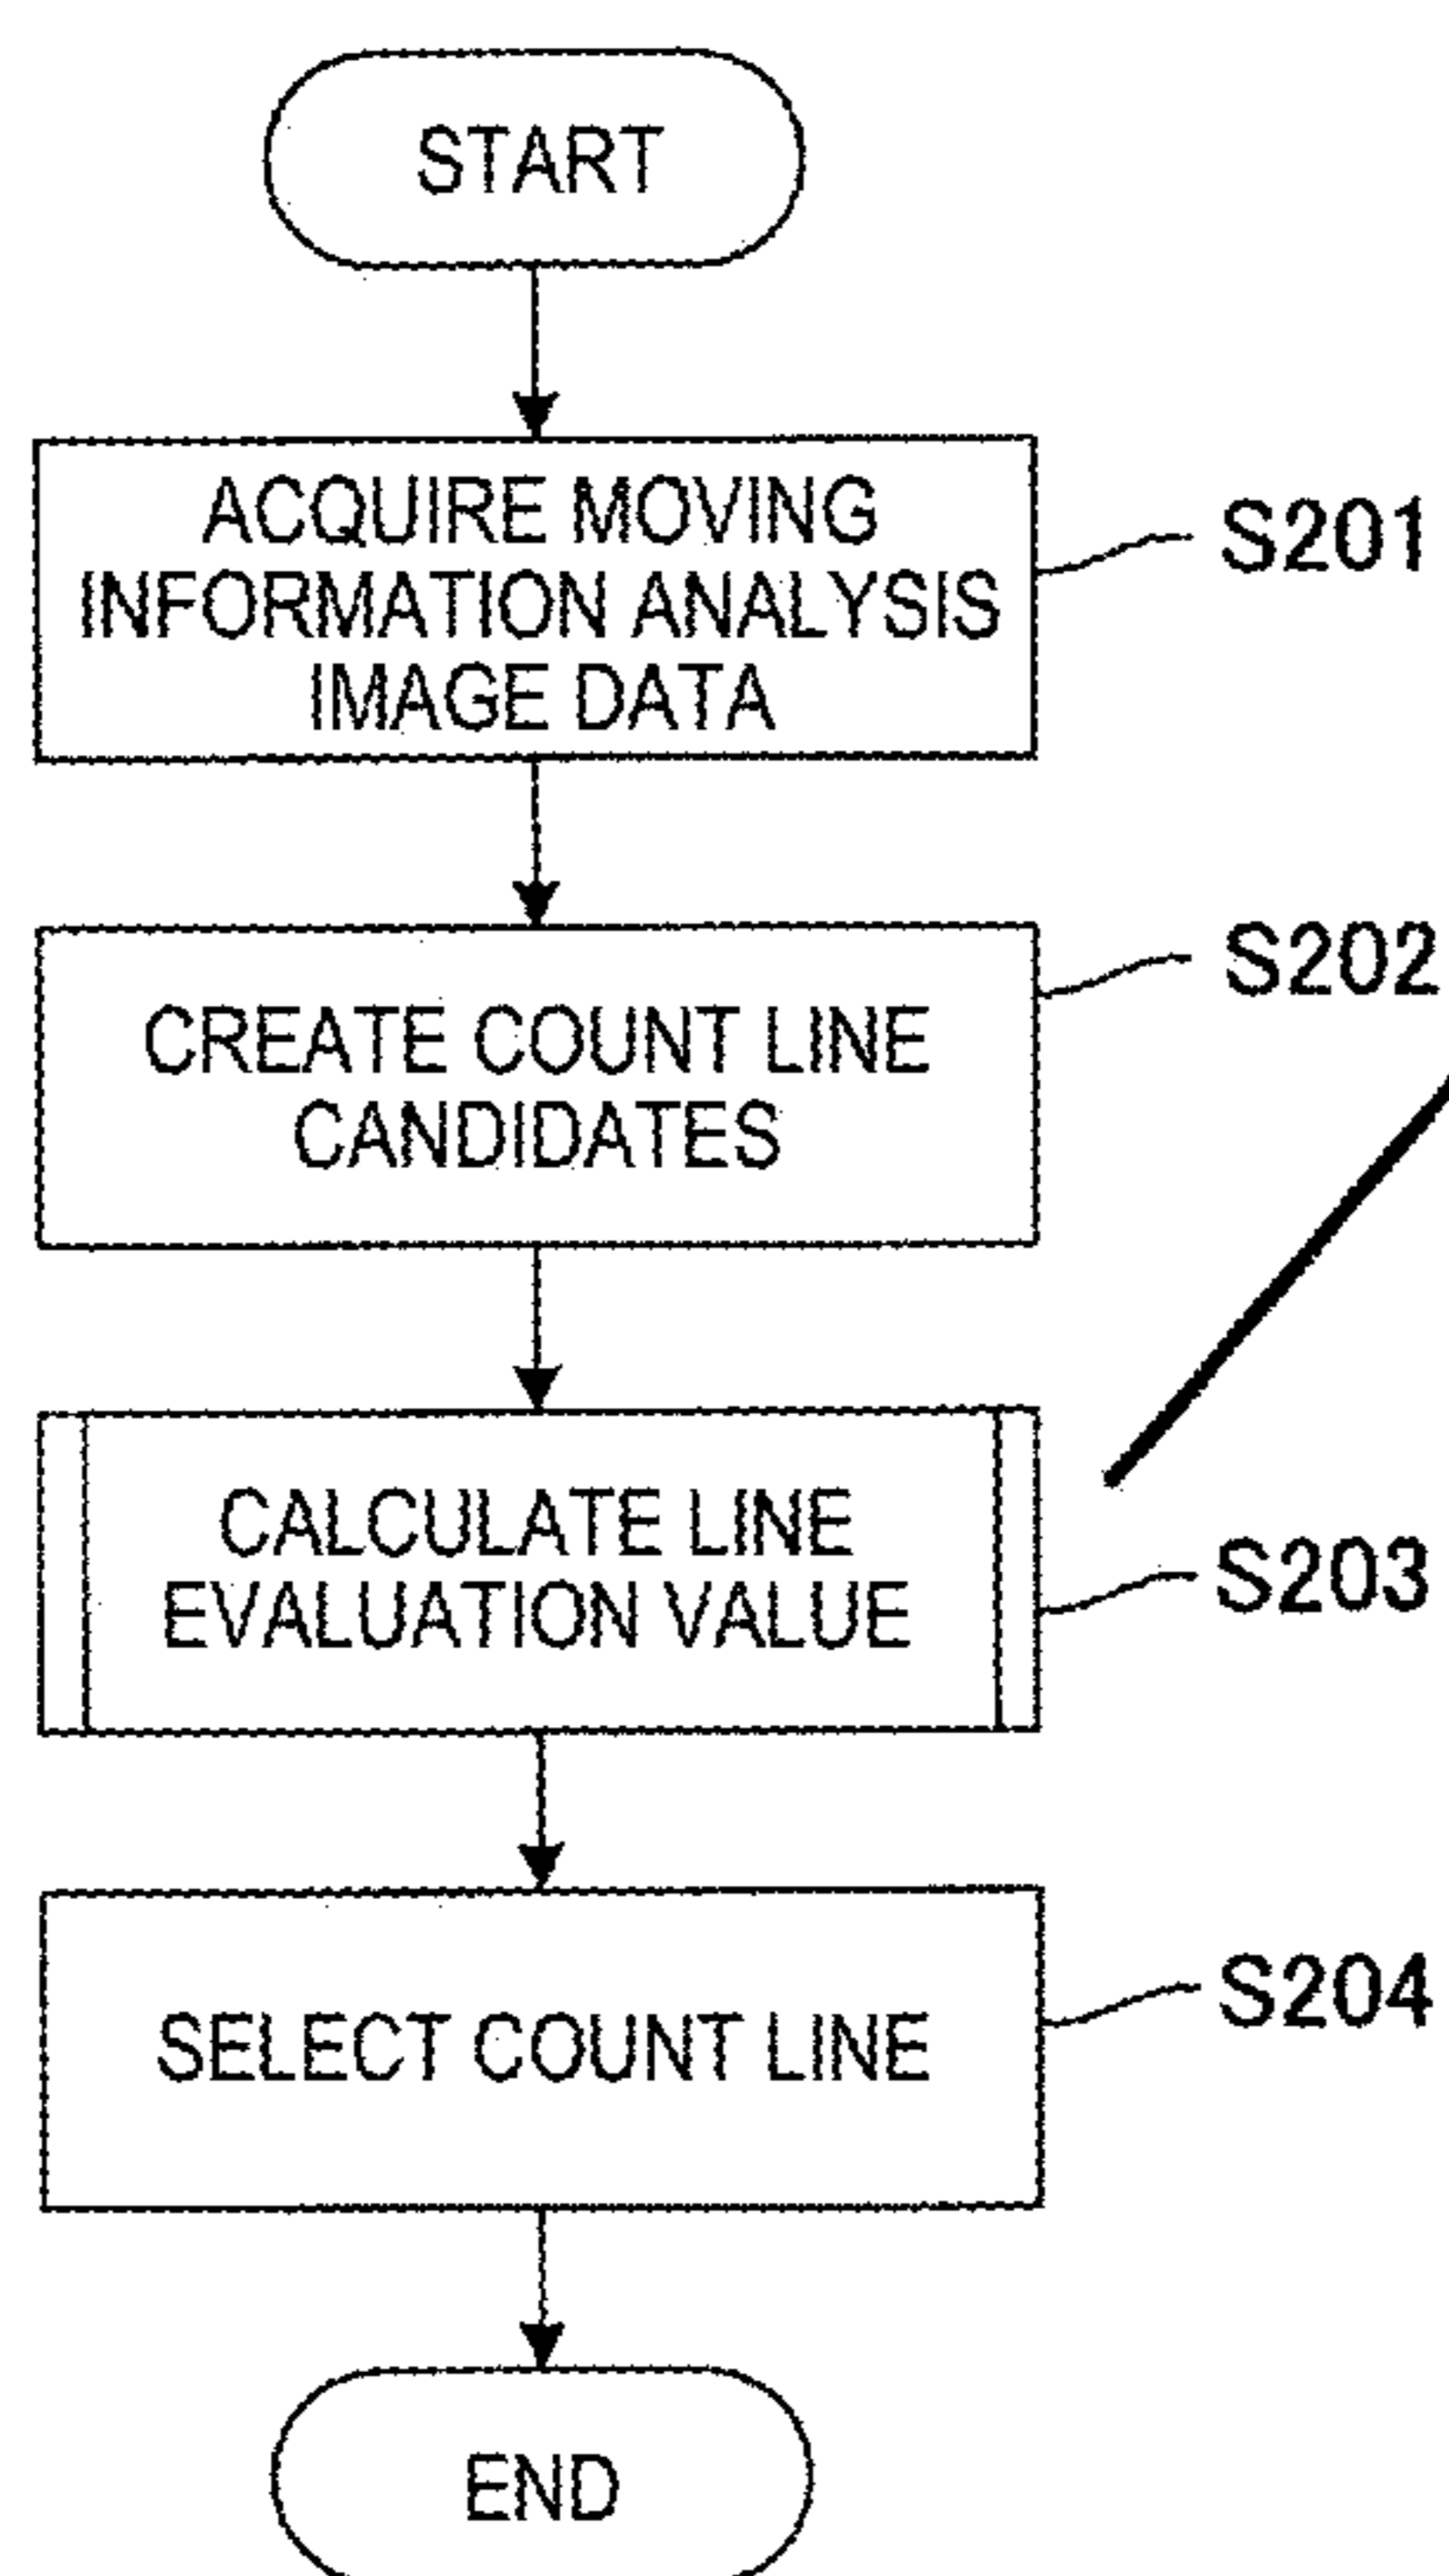 START
ACQUIRE MOVING
INFORMATION ANALYSIS
IMAGE DATA
S201
CREATE COUNT LINE
CANDIDATES
S202
CALCULATE LINE
EVALUATION VALUE
S203
SELECT COUNT LINE
S204
END